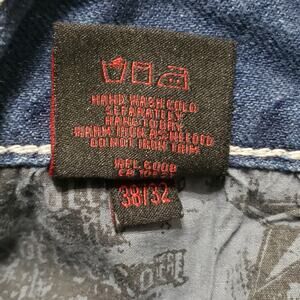 HAND WASH COLD
SEPARATELY
HANG TO DRY
WARM IRON AS NEEDED
DO NOT IRON TRIM
38/32